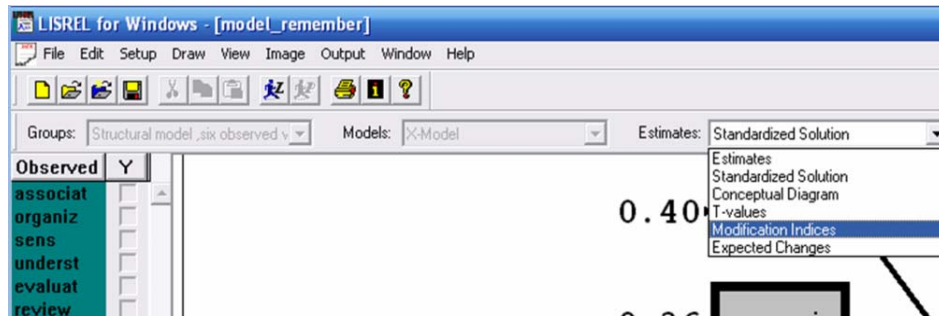 LISREL for Windows - [model_remember]
File Edit Setup Draw View Image Output Window Help
Groups: Structural model ,six observed v Models: X-Model Estimates: Standardized Solution
Observed Y
associat
organiz
sens
underst
evaluat
review
Estimates
Standardized Solution
Conceptual Diagram
T-values
Modification Indices
Expected Changes
0.40